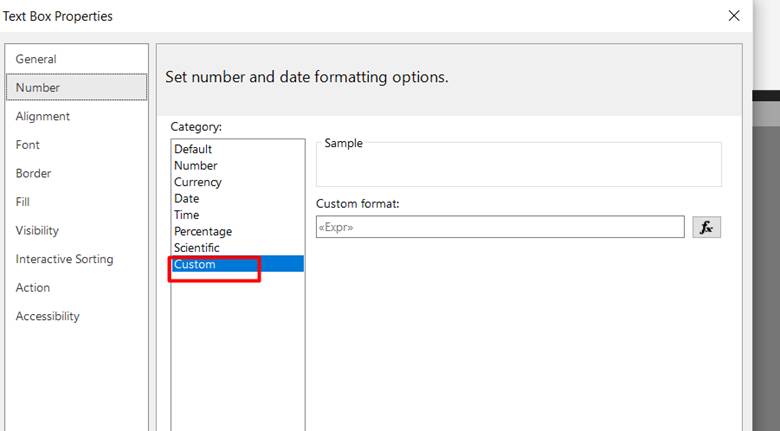 Text Box Properties
General
Number
Alignment
Font
Border
Fill
Visibility
Interactive Sorting
Action
Accessibility
Set number and date formatting options.
Category:
Default
Number
Currency
Date
Time
Percentage
Scientific
Custom
Sample
Custom format:
«Expr»
fx